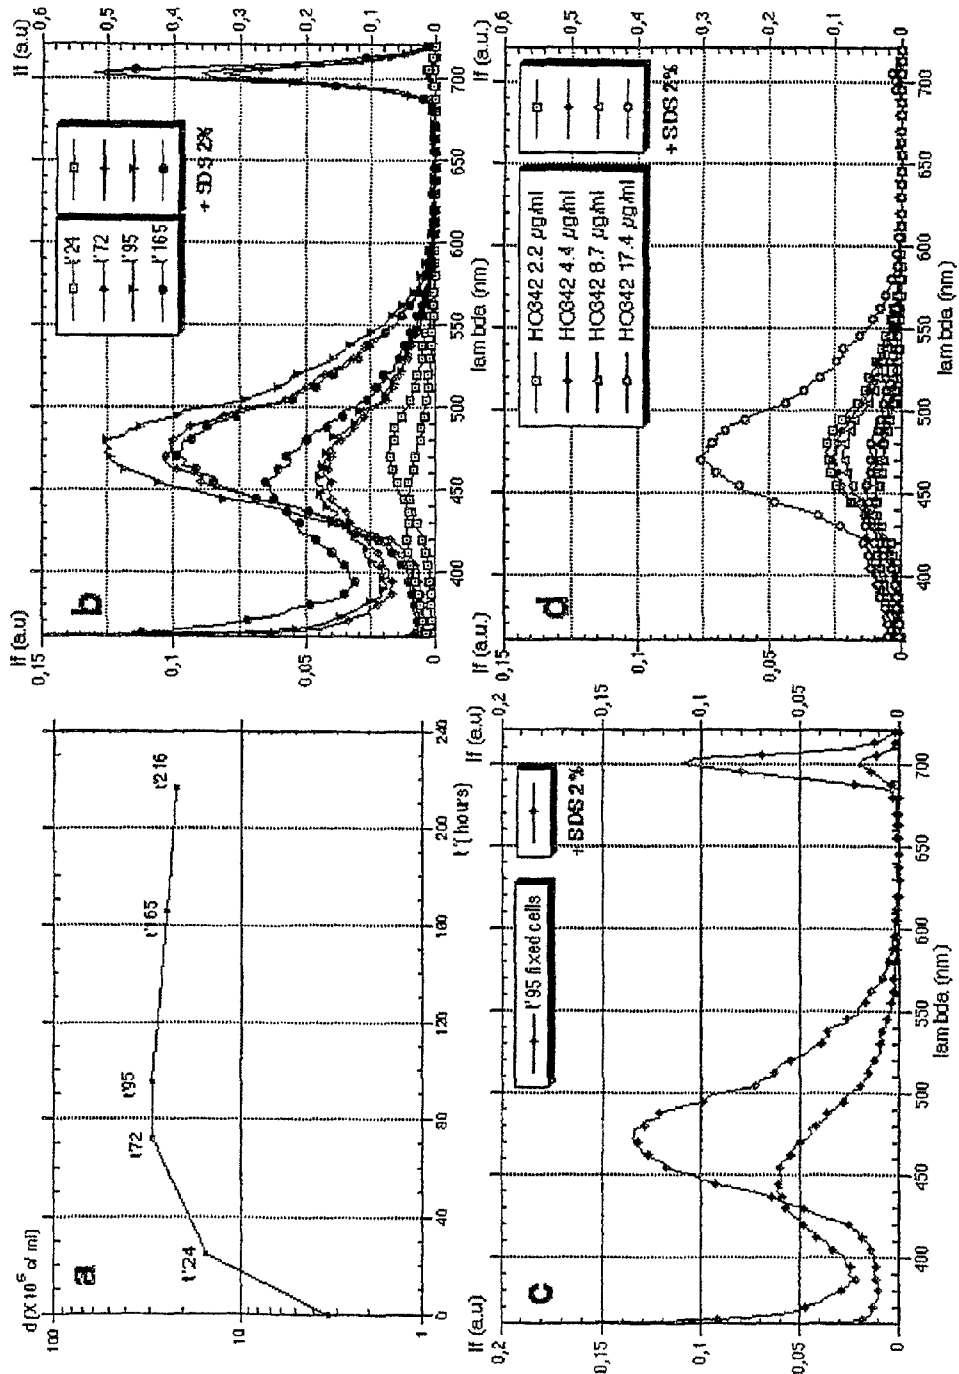 a
100
10
1
t'24
t'72
t'95
t'165
t'216
0
40
80
120
160
200
240
t' (hours)
b
If (a.u)
0,15
0,1
0,05
0
If (a.u)
0,6
0,5
0,4
0,3
0,2
0,1
0
t'24
t'72
t'95
t'165
+ SDS 2%
400
450
500
550
600
650
700
lambda (nm)
c
If (a.u)
0,2
0,15
0,1
0,05
0
If (a.u)
0,2
0,15
0,1
0,05
0
t'95 fixed cells
+ SDS 2%
400
450
500
550
600
650
700
lambda (nm)
d
If (a.u.)
0,15
0,1
0,05
0
If (a.u.)
0,6
0,5
0,4
0,3
0,2
0,1
0
HO342 2.2 µg/ml
HO342 4.4 µg/ml
HO342 8.7 µg/ml
HO342 17.4 µg/ml
+ SDS 2%
400
450
500
550
600
650
700
lambda (nm)